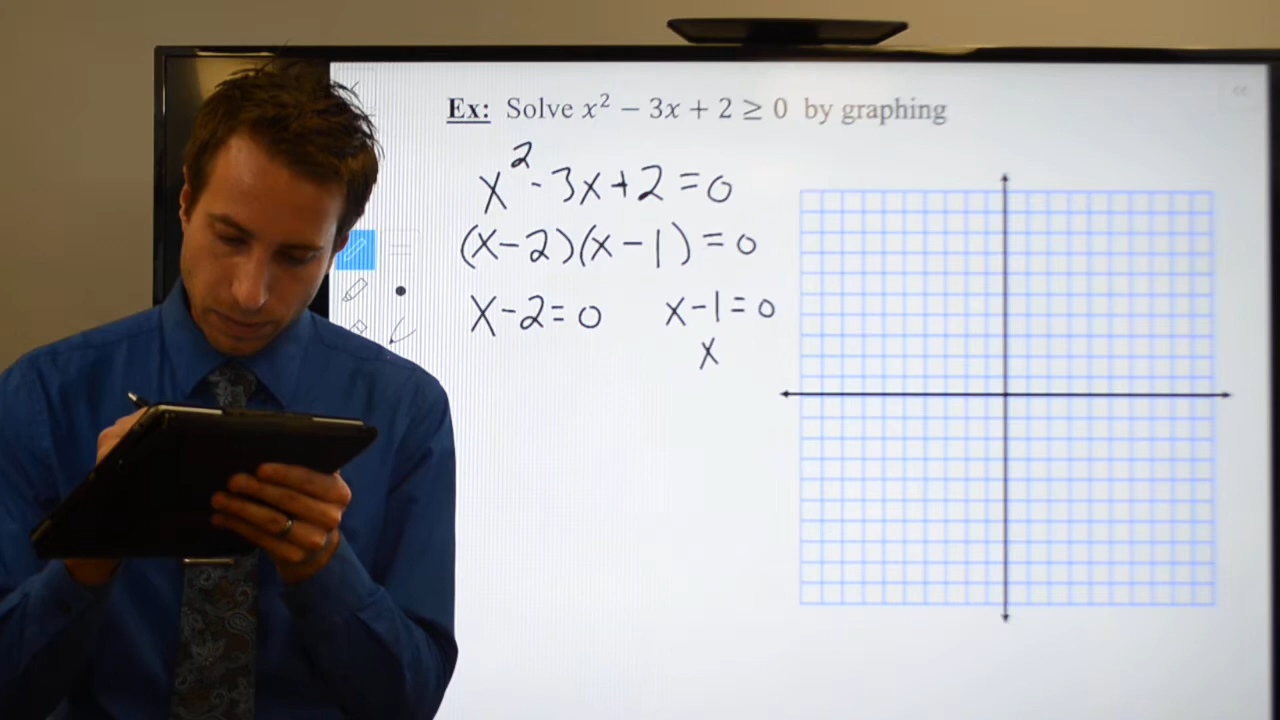 Ex: Solve x² − 3x + 2 ≥ 0 by graphing
x² - 3x + 2 = 0
(x - 2)(x - 1) = 0
x - 2 = 0 x - 1 = 0
x